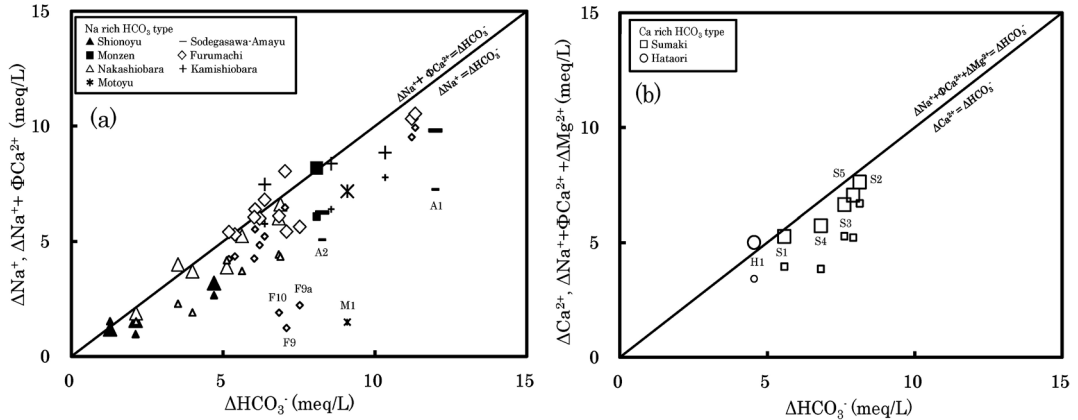 (a)
Na rich HCO₃ type
Shionoyu
Sodegasawa-Amayu
Monzen
Furumachi
Nakashiobara
Kamishiobara
Motoyu
ΔNa⁺+ ΦCa²⁺=ΔHCO₃⁻
ΔNa⁺ =ΔHCO₃⁻
ΔNa⁺, ΔNa⁺+ ΦCa²⁺ (meq/L)
15
10
5
0
A1
A2
F10
F9a
M1
F9
0
5
10
15
ΔHCO₃⁻ (meq/L)
(b)
Ca rich HCO₃ type
Sumaki
Hataori
ΔNa⁺+ΦCa²⁺+ΔMg²⁺=ΔHCO₃⁻
ΔCa²⁺=ΔHCO₃⁻
ΔCa²⁺, ΔNa⁺+ΦCa²⁺+ΔMg²⁺ (meq/L)
15
10
5
0
S5
S2
S3
S4
S1
H1
0
5
10
15
ΔHCO₃⁻ (meq/L)